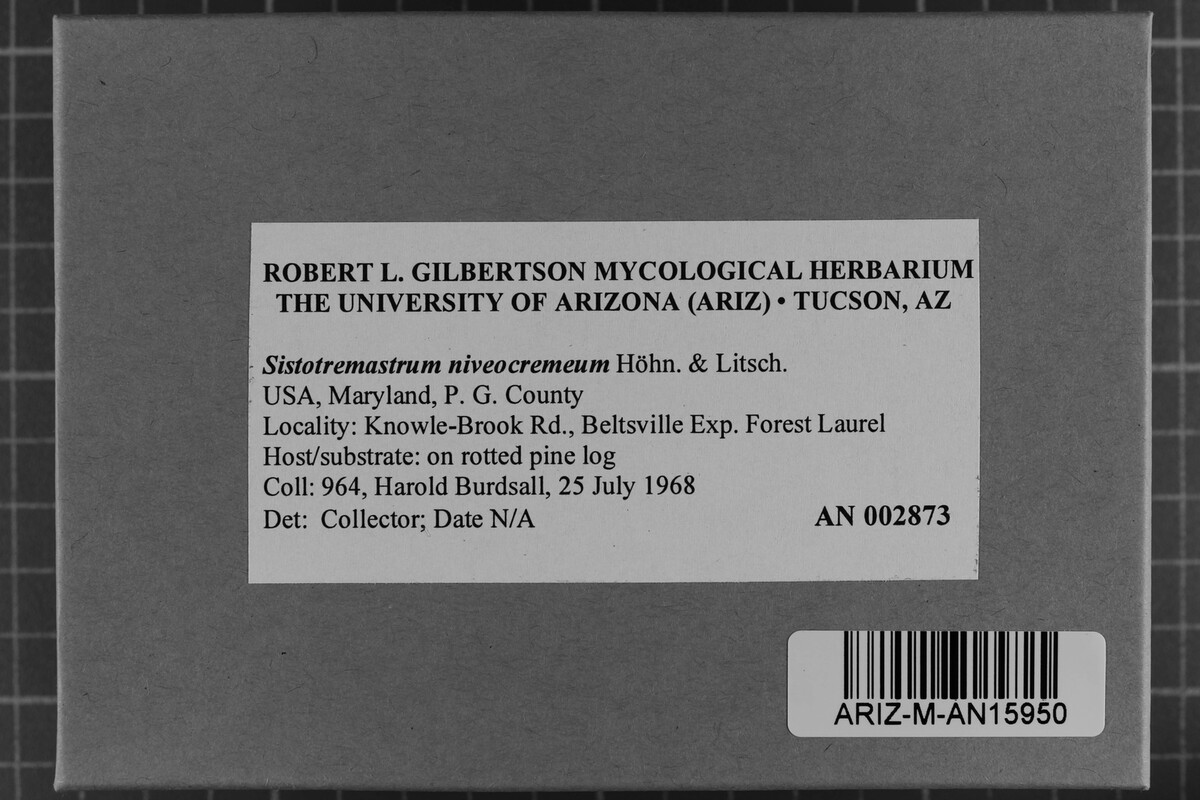 ROBERT L. GILBERTSON MYCOLOGICAL HERBARIUM
THE UNIVERSITY OF ARIZONA (ARIZ) • TUCSON, AZ
Sistotremastrum niveocremeum Höhn. & Litsch.
USA, Maryland, P. G. County
Locality: Knowle-Brook Rd., Beltsville Exp. Forest Laurel
Host/substrate: on rotted pine log
Coll: 964, Harold Burdsall, 25 July 1968
Det: Collector; Date N/A AN 002873
ARIZ-M-AN15950